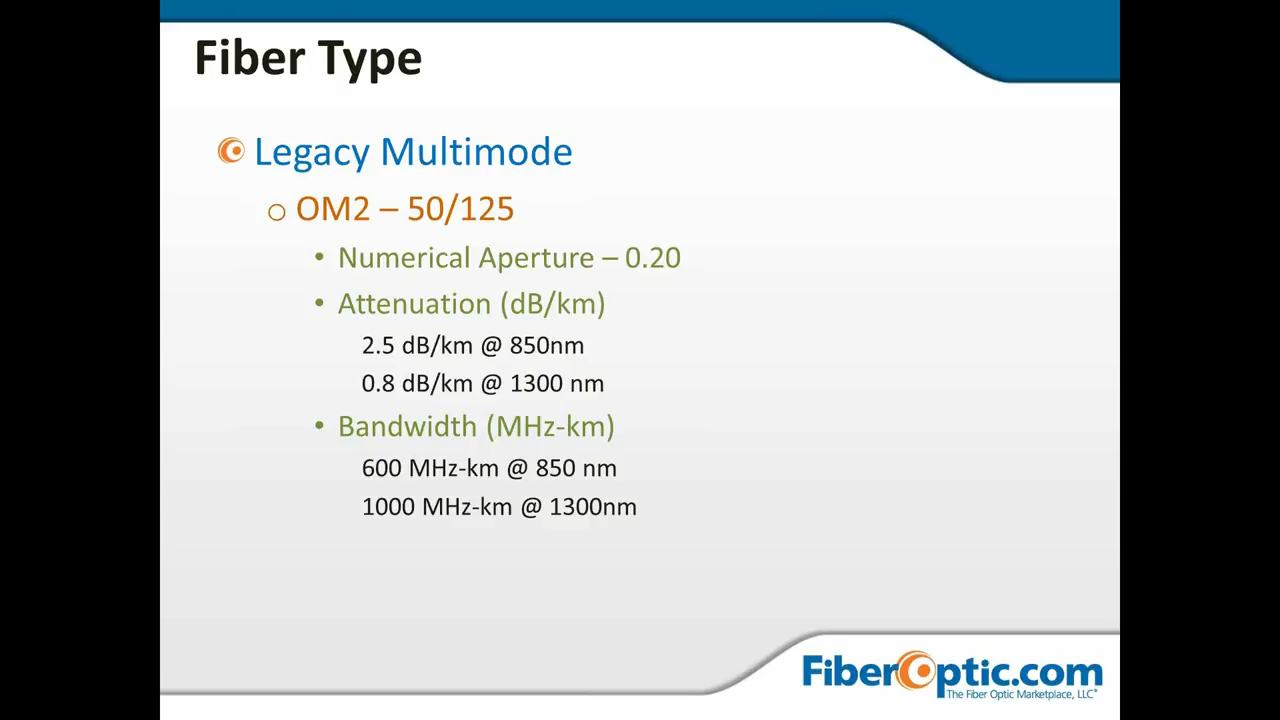 Fiber Type
Legacy Multimode
OM2 – 50/125
• Numerical Aperture – 0.20
• Attenuation (dB/km)
2.5 dB/km @ 850nm
0.8 dB/km @ 1300 nm
• Bandwidth (MHz-km)
600 MHz-km @ 850 nm
1000 MHz-km @ 1300nm
FiberOptic.com
The Fiber Optic Marketplace, LLC®